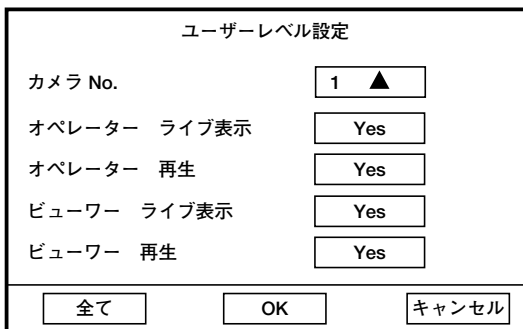 ユーザーレベル設定
カメラ No. 1 ▲
オペレーター ライブ表示 Yes
オペレーター 再生 Yes
ビューワー ライブ表示 Yes
ビューワー 再生 Yes
全て OK キャンセル